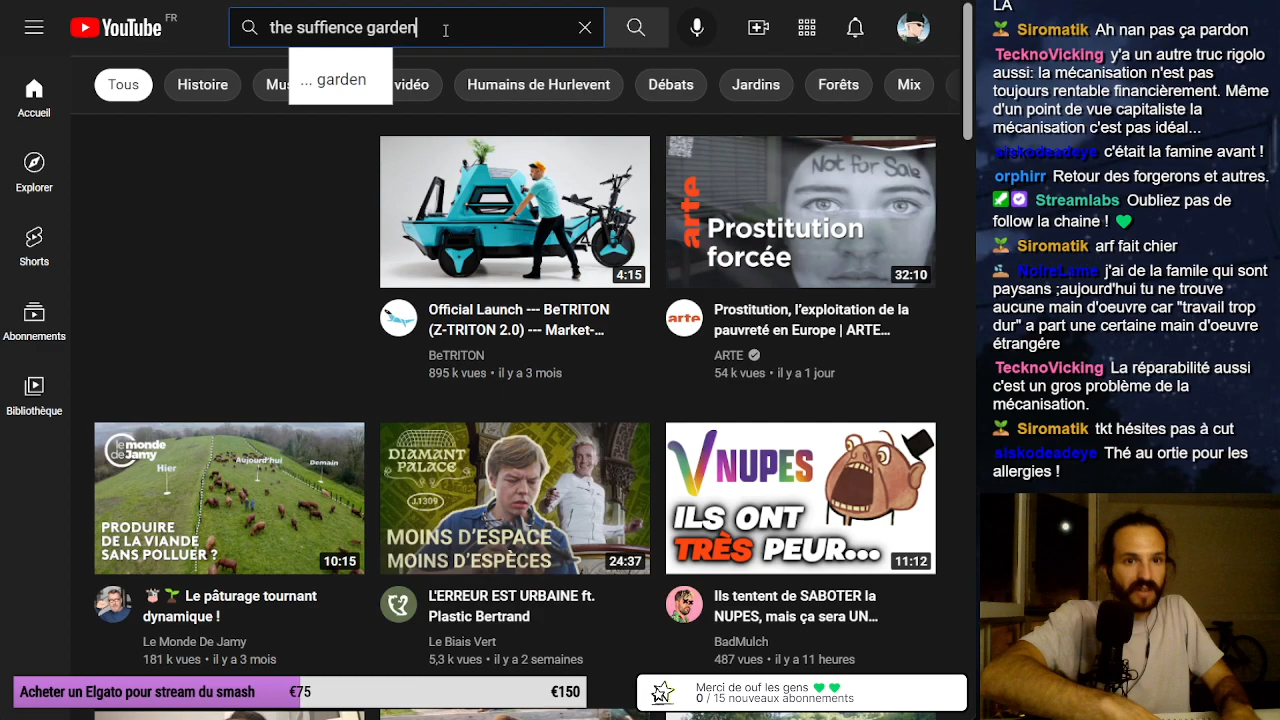 YouTube FR
the suffience garden
... garden
Tous
Histoire
Mu
vidéo
Humains de Hurlevent
Débats
Jardins
Forêts
Mix
Accueil
Explorer
Shorts
Abonnements
Bibliothèque
4:15
Official Launch --- BeTRITON
(Z-TRITON 2.0) --- Market-...
BeTRITON
895 k vues • il y a 3 mois
Not for Sale
arte
Prostitution
forcée
32:10
arte
Prostitution, l'exploitation de la
pauvreté en Europe | ARTE...
ARTE
54 k vues • il y a 1 jour
le monde
de Jamy
Hier
Aujourd'hui
Demain
PRODUIRE
DE LA VIANDE
SANS POLLUER ?
10:15
Le pâturage tournant
dynamique !
Le Monde De Jamy
181 k vues • il y a 3 mois
DIAMANT
PALACE
J.1309
MOINS D'ESPACE
MOINS D'ESPÈCES
24:37
L'ERREUR EST URBAINE ft.
Plastic Bertrand
Le Biais Vert
5,3 k vues • il y a 2 semaines
NUPES
ILS ONT
TRÈS PEUR...
11:12
Ils tentent de SABOTER la
NUPES, mais ça sera UN...
BadMulch
487 vues • il y a 11 heures
Acheter un Elgato pour stream du smash €75 €150
Merci de ouf les gens
0 / 15 nouveaux abonnements
LA
Siromatik Ah nan pas ça pardon
TecknoVicking y'a un autre truc rigolo
aussi: la mécanisation n'est pas
toujours rentable financièrement. Même
d'un point de vue capitaliste la
mécanisation c'est pas idéal...
siskodeadeye c'était la famine avant !
orphirr Retour des forgerons et autres.
Streamlabs Oubliez pas de
follow la chaine !
Siromatik arf fait chier
NoireLame j'ai de la famile qui sont
paysans ;aujourd'hui tu ne trouve
aucune main d'oeuvre car "travail trop
dur" a part une certaine main d'oeuvre
étrangére
TecknoVicking La réparabilité aussi
c'est un gros problème de la
mécanisation.
Siromatik tkt hésites pas à cut
siskodeadeye Thé au ortie pour les
allergies !